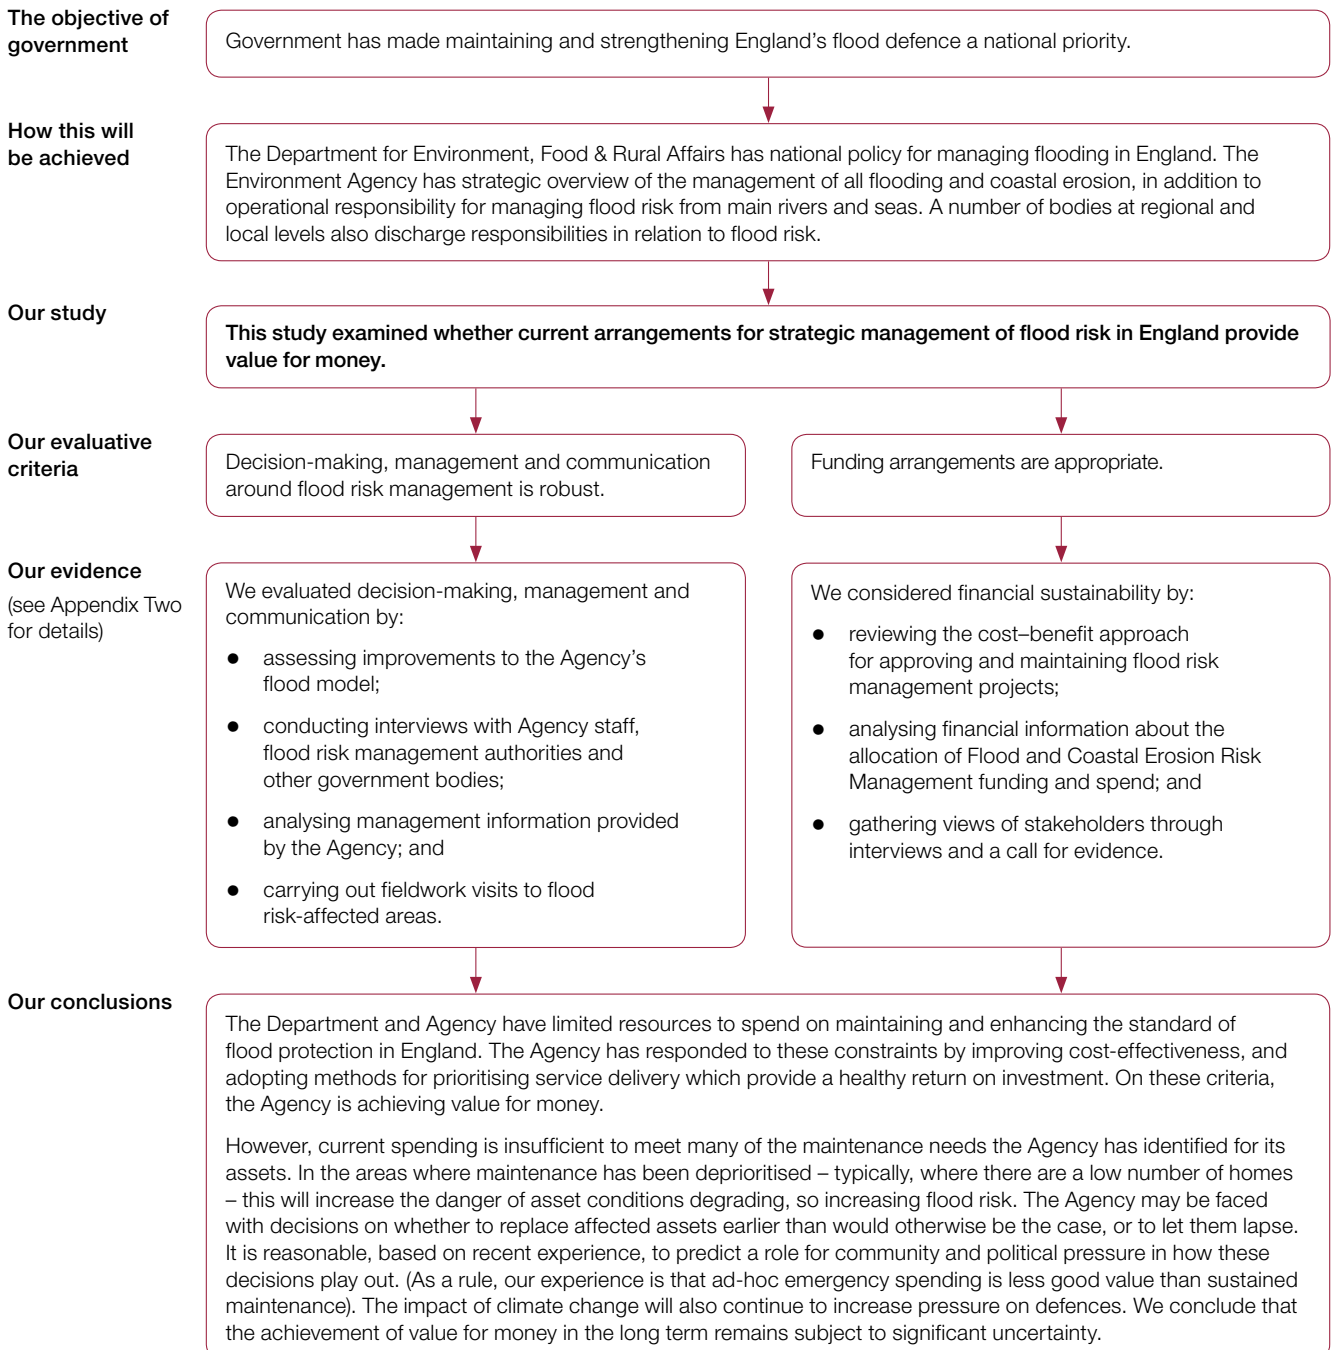 The objective of
government
Government has made maintaining and strengthening England's flood defence a national priority.
How this will
be achieved
The Department for Environment, Food & Rural Affairs has national policy for managing flooding in England. The
Environment Agency has strategic overview of the management of all flooding and coastal erosion, in addition to
operational responsibility for managing flood risk from main rivers and seas. A number of bodies at regional and
local levels also discharge responsibilities in relation to flood risk.
Our study
This study examined whether current arrangements for strategic management of flood risk in England provide
value for money.
Our evaluative
criteria
Decision-making, management and communication
around flood risk management is robust.
Funding arrangements are appropriate.
Our evidence
(see Appendix Two
for details)
We evaluated decision-making, management and
communication by:
● assessing improvements to the Agency's
flood model;
● conducting interviews with Agency staff,
flood risk management authorities and
other government bodies;
● analysing management information provided
by the Agency; and
● carrying out fieldwork visits to flood
risk-affected areas.
We considered financial sustainability by:
● reviewing the cost–benefit approach
for approving and maintaining flood risk
management projects;
● analysing financial information about the
allocation of Flood and Coastal Erosion Risk
Management funding and spend; and
● gathering views of stakeholders through
interviews and a call for evidence.
Our conclusions
The Department and Agency have limited resources to spend on maintaining and enhancing the standard of
flood protection in England. The Agency has responded to these constraints by improving cost-effectiveness, and
adopting methods for prioritising service delivery which provide a healthy return on investment. On these criteria,
the Agency is achieving value for money.
However, current spending is insufficient to meet many of the maintenance needs the Agency has identified for its
assets. In the areas where maintenance has been deprioritised – typically, where there are a low number of homes
– this will increase the danger of asset conditions degrading, so increasing flood risk. The Agency may be faced
with decisions on whether to replace affected assets earlier than would otherwise be the case, or to let them lapse.
It is reasonable, based on recent experience, to predict a role for community and political pressure in how these
decisions play out. (As a rule, our experience is that ad-hoc emergency spending is less good value than sustained
maintenance). The impact of climate change will also continue to increase pressure on defences. We conclude that
the achievement of value for money in the long term remains subject to significant uncertainty.